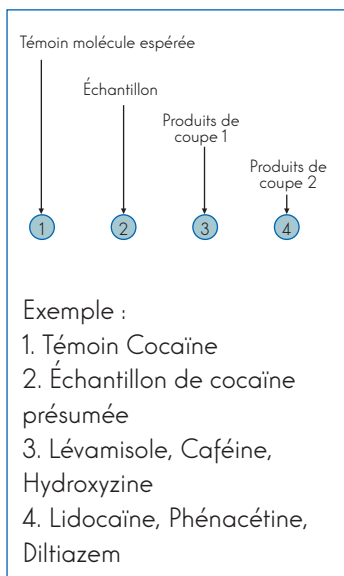 Témoin molécule espérée
Échantillon
Produits de
coupe 1
Produits de
coupe 2
1 2 3 4
Exemple :
1. Témoin Cocaïne
2. Échantillon de cocaïne
présumée
3. Lévamisole, Caféine,
Hydroxyzine
4. Lidocaïne, Phénacétine,
Diltiazem